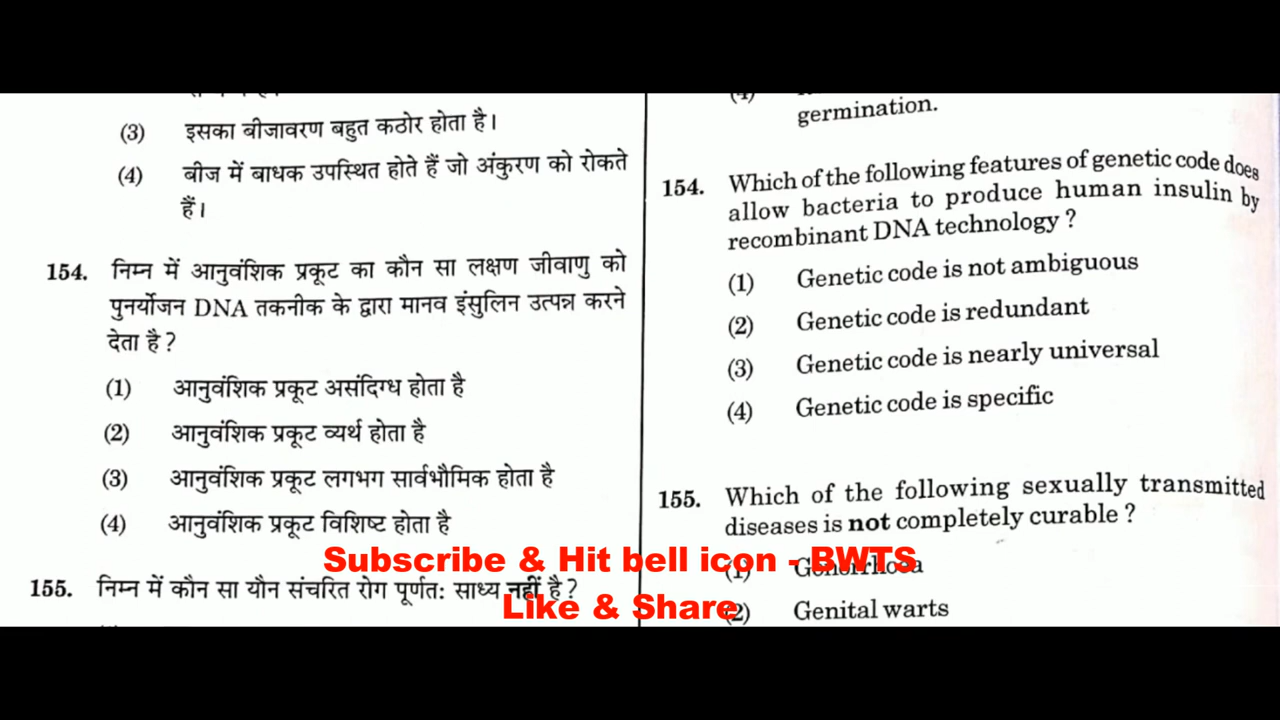 (3) इसका बीजावरण बहुत कठोर होता है।
(4) बीज में बाधक उपस्थित होते हैं जो अंकुरण को रोकते
हैं।
154. निम्न में आनुवंशिक प्रकूट का कौन सा लक्षण जीवाणु को
पुनर्योजन DNA तकनीक के द्वारा मानव इंसुलिन उत्पन्न करने
देता है ?
(1) आनुवंशिक प्रकूट असंदिग्ध होता है
(2) आनुवंशिक प्रकूट व्यर्थ होता है
(3) आनुवंशिक प्रकूट लगभग सार्वभौमिक होता है
(4) आनुवंशिक प्रकूट विशिष्ट होता है
155. निम्न में कौन सा यौन संचरित रोग पूर्णतः साध्य नहीं है ?
(4)
germination.
154. Which of the following features of genetic code does
allow bacteria to produce human insulin by
recombinant DNA technology ?
(1) Genetic code is not ambiguous
(2) Genetic code is redundant
(3) Genetic code is nearly universal
(4) Genetic code is specific
155. Which of the following sexually transmitted
diseases is not completely curable ?
(1) Gonorrhoea
(2) Genital warts
Subscribe & Hit bell icon - BWTS
Like & Share